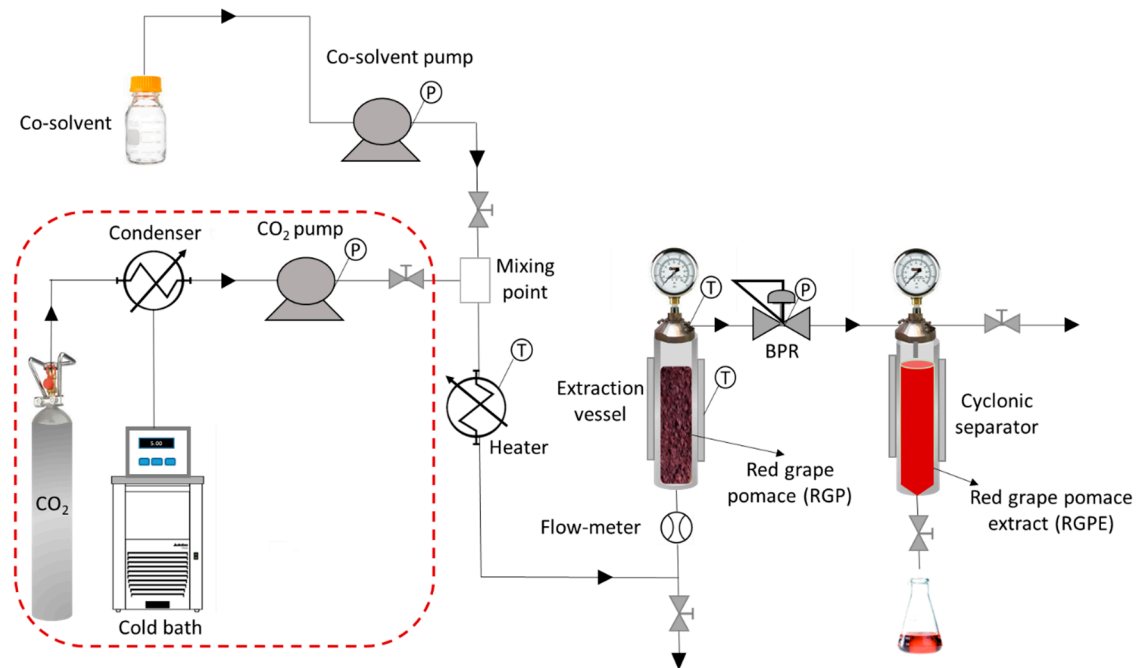 Co-solvent pump
P
Co-solvent
Condenser
CO₂ pump
P
Mixing
point
T
T
P
BPR
T
Extraction
vessel
Cyclonic
separator
Heater
5.00
CO₂
Red grape
pomace (RGP)
Red grape pomace
extract (RGPE)
Flow-meter
Cold bath